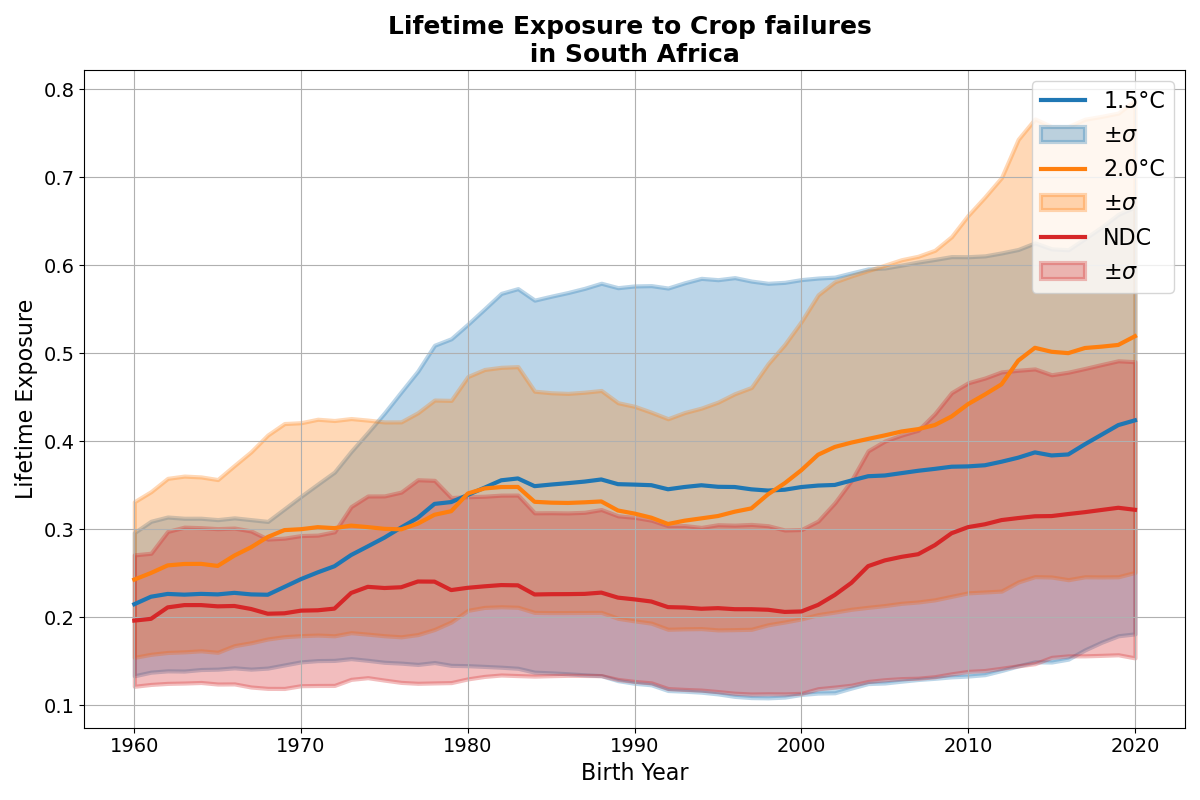 Lifetime Exposure to Crop failures
in South Africa
1.5°C
±σ
2.0°C
±σ
NDC
±σ
Lifetime Exposure
0.8
0.7
0.6
0.5
0.4
0.3
0.2
0.1
1960 1970 1980 1990 2000 2010 2020
Birth Year